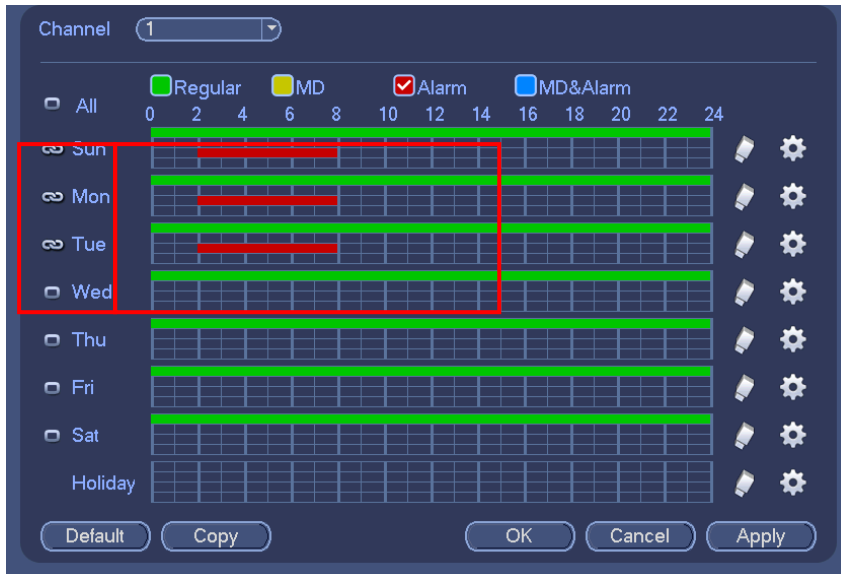 Channel 1
Regular MD Alarm MD&Alarm
All
0 2 4 6 8 10 12 14 16 18 20 22 24
Sun
Mon
Tue
Wed
Thu
Fri
Sat
Holiday
Default Copy OK Cancel Apply